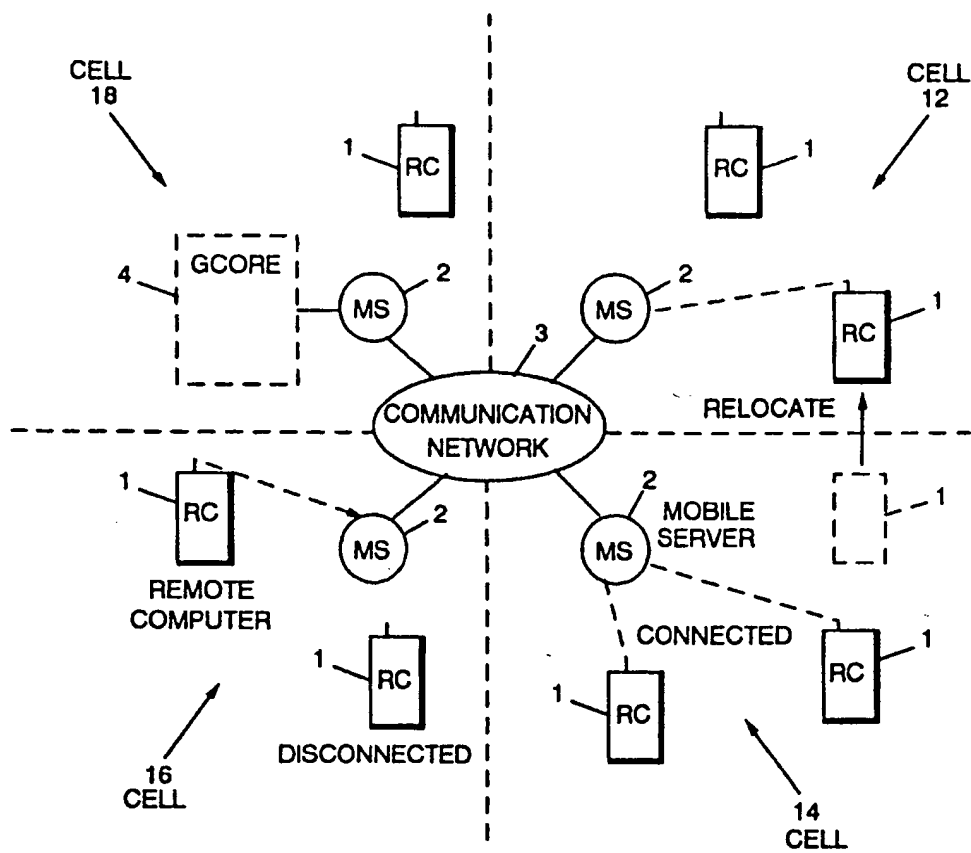 CELL
18
CELL
12
1
RC
RC
1
GCORE
4
MS
2
MS
2
RC
1
3
COMMUNICATION
NETWORK
RELOCATE
1
RC
MS
2
2
MS
MOBILE
SERVER
1
REMOTE
COMPUTER
1
RC
DISCONNECTED
CONNECTED
1
RC
RC
1
16
CELL
14
CELL